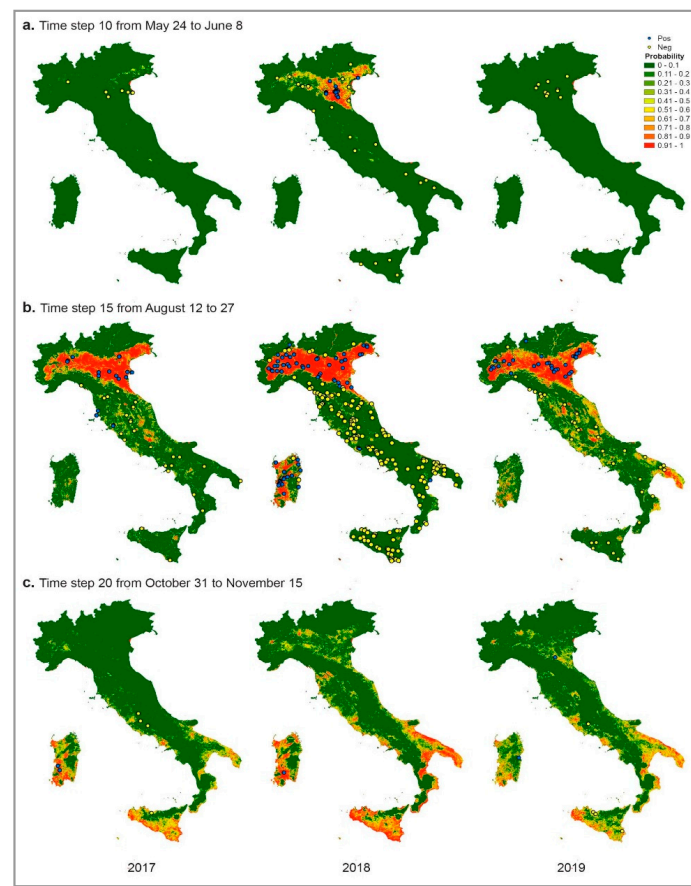 a. Time step 10 from May 24 to June 8
Pos
Neg
Probability
0 - 0.1
0.11 - 0.2
0.21 - 0.3
0.31 - 0.4
0.41 - 0.5
0.51 - 0.6
0.61 - 0.7
0.71 - 0.8
0.81 - 0.9
0.91 - 1
b. Time step 15 from August 12 to 27
c. Time step 20 from October 31 to November 15
2017 2018 2019